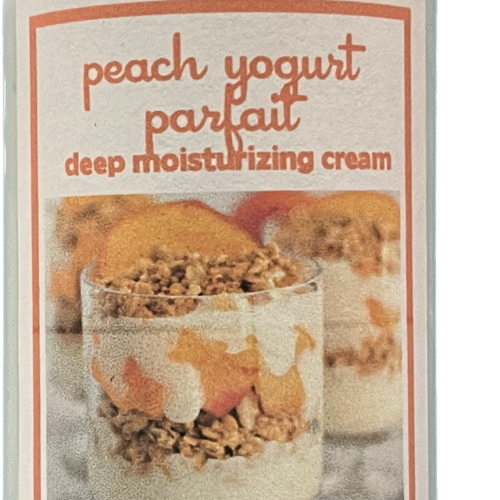 peach yogurt
parfait
deep moisturizing cream